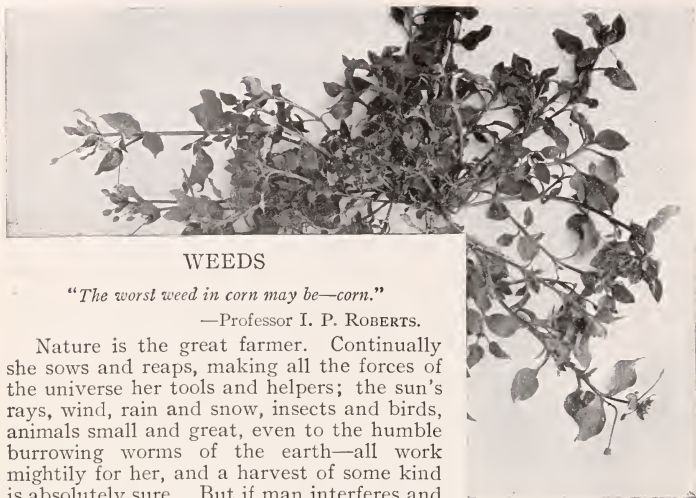 WEEDS
"The worst weed in corn may be—corn."
—Professor I. P. Roberts.
Nature is the great farmer. Continually
she sows and reaps, making all the forces of
the universe her tools and helpers; the sun's
rays, wind, rain and snow, insects and birds,
animals small and great, even to the humble
burrowing worms of the earth—all work
mightily for her, and a harvest of some kind
is absolutely sure. But if man interferes and